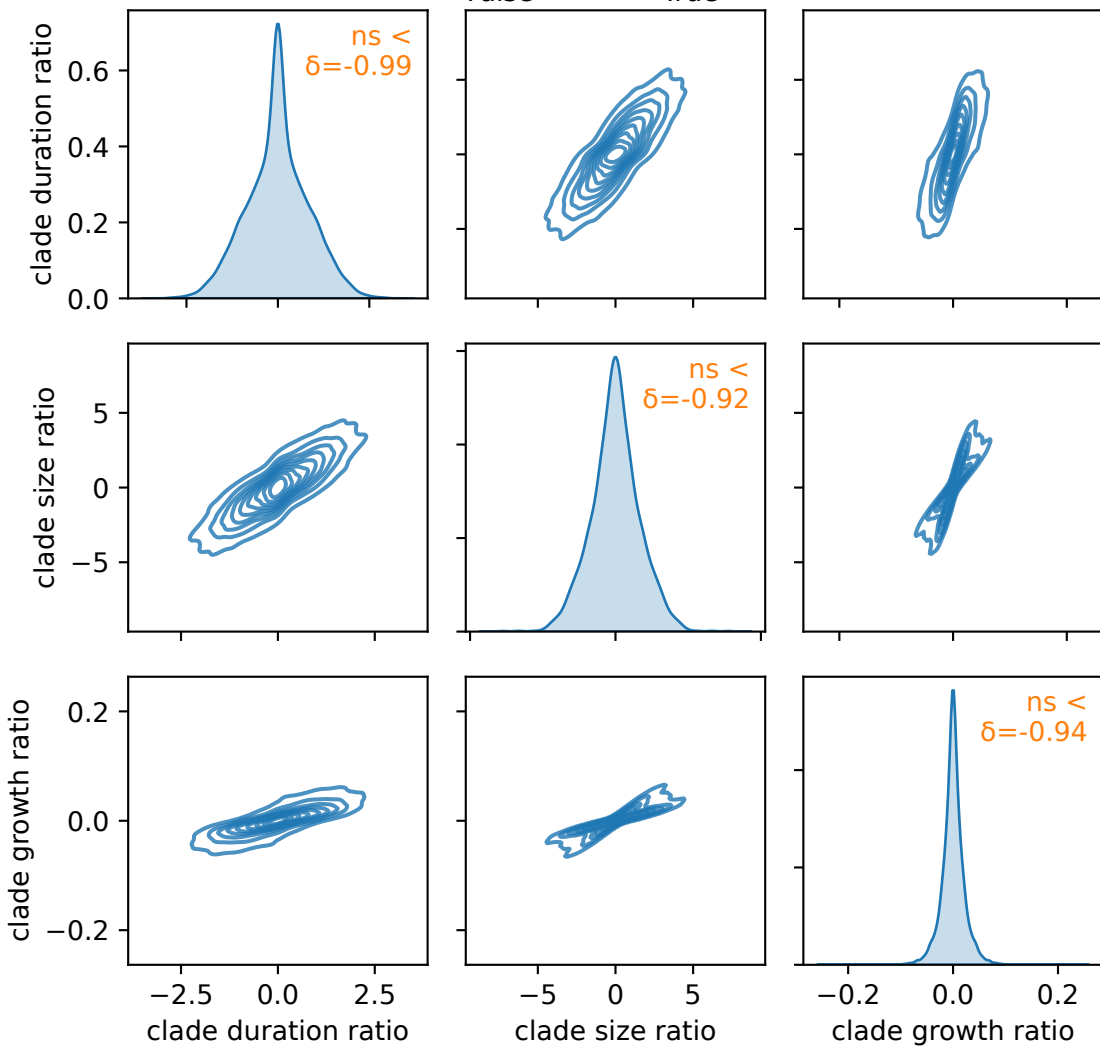 clade duration ratio
0.6
0.4
0.2
0.0
ns <
δ=-0.99
clade size ratio
5
0
−5
ns <
δ=-0.92
clade growth ratio
0.2
0.0
−0.2
ns <
δ=-0.94
−2.5 0.0 2.5
−5 0 5
−0.2 0.0 0.2
clade duration ratio
clade size ratio
clade growth ratio